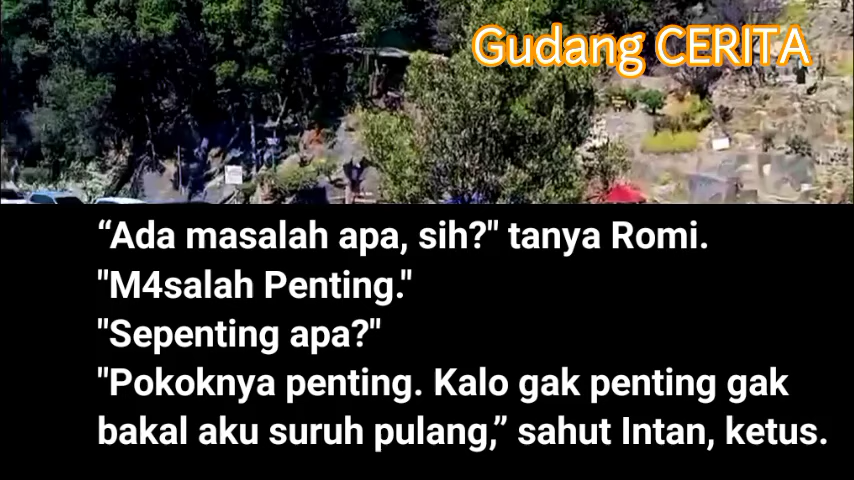 Gudang CERITA
“Ada masalah apa, sih?" tanya Romi.
"M4salah Penting."
"Sepenting apa?"
"Pokoknya penting. Kalo gak penting gak
bakal aku suruh pulang,” sahut Intan, ketus.